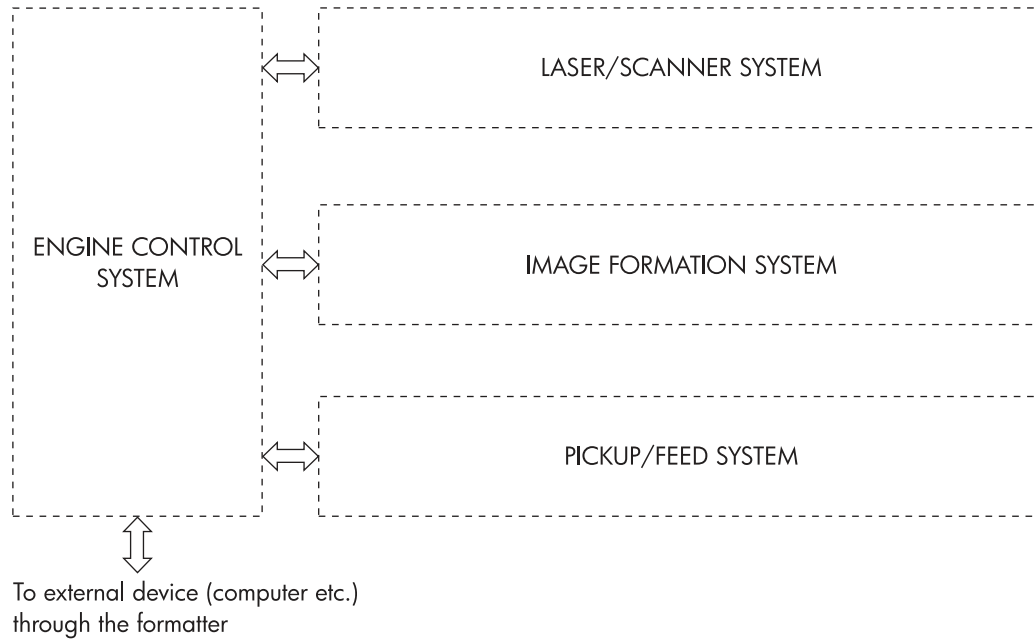 LASER/SCANNER SYSTEM
ENGINE CONTROL
SYSTEM
IMAGE FORMATION SYSTEM
PICKUP/FEED SYSTEM
To external device (computer etc.)
through the formatter